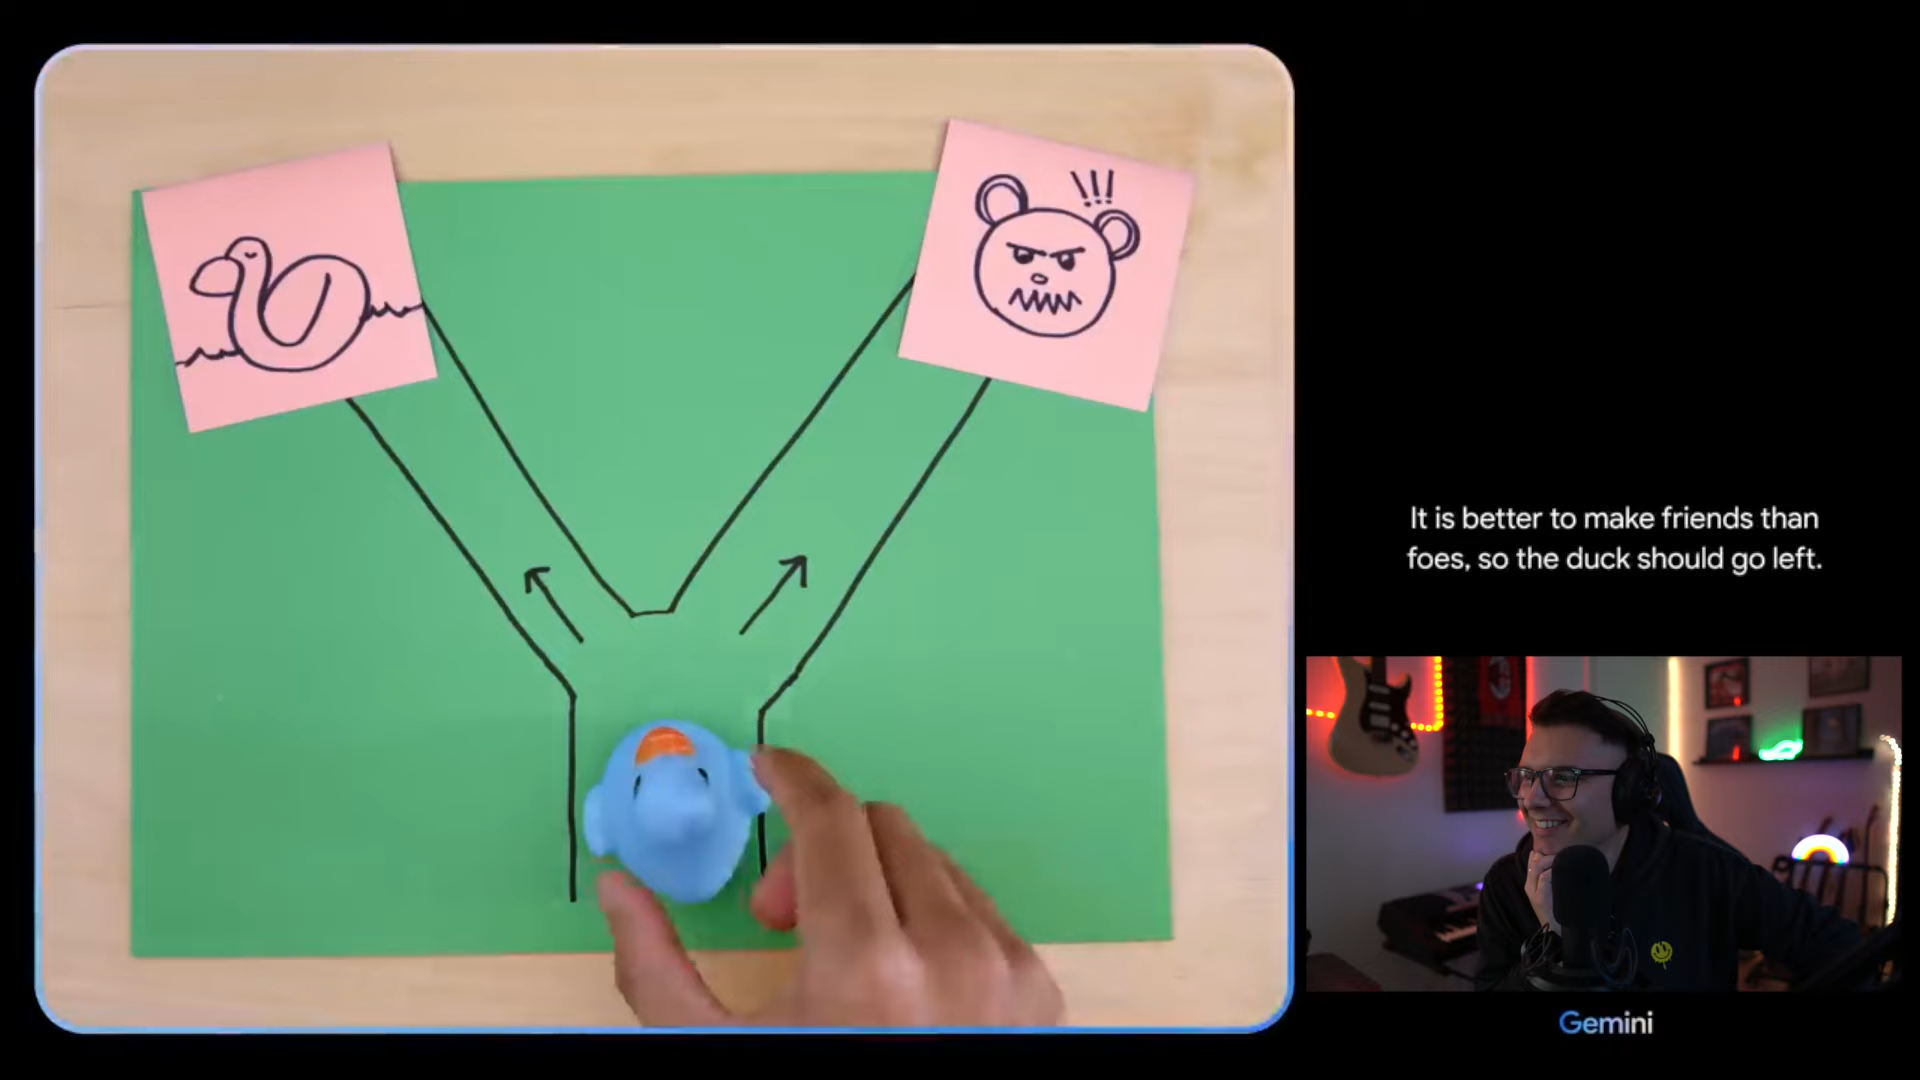 !!!
It is better to make friends than
foes, so the duck should go left.
Gemini